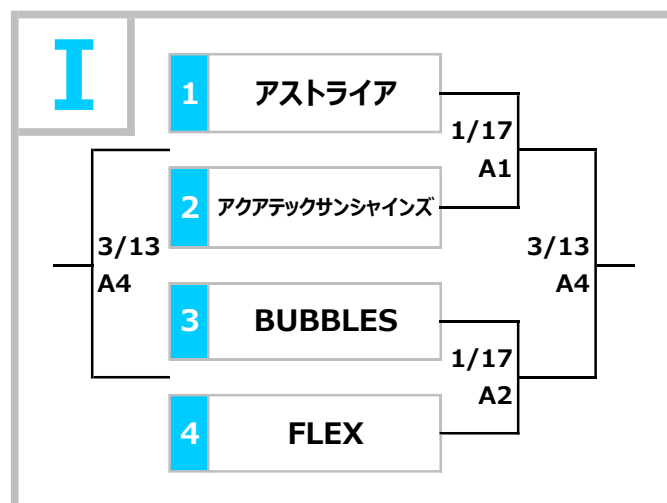 I
1 アストライア
1/17
A1
2 アクアテックサンシャインズ
3/13
A4
3/13
A4
3 BUBBLES
1/17
A2
4 FLEX